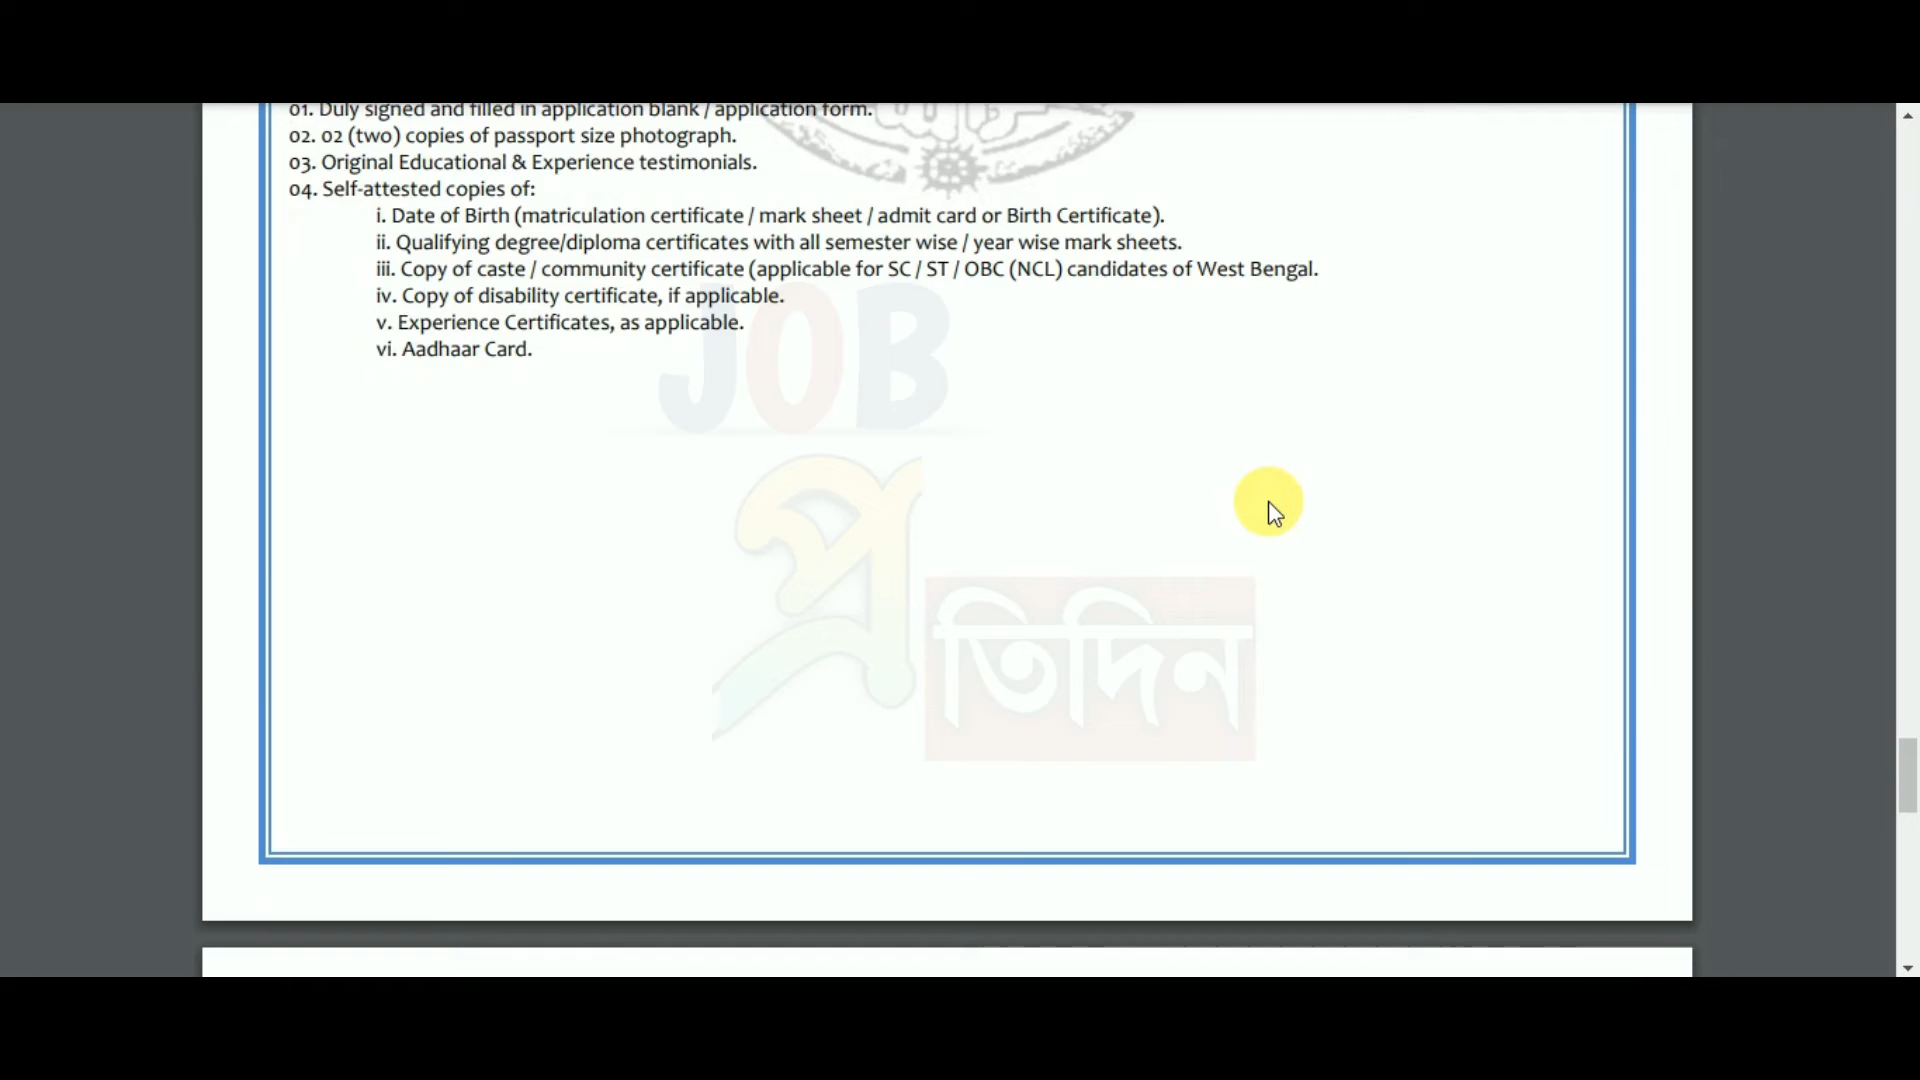 01. Duly signed and filled in application blank / application form.
02. 02 (two) copies of passport size photograph.
03. Original Educational & Experience testimonials.
04. Self-attested copies of:
i. Date of Birth (matriculation certificate / mark sheet / admit card or Birth Certificate).
ii. Qualifying degree/diploma certificates with all semester wise / year wise mark sheets.
iii. Copy of caste / community certificate (applicable for SC / ST / OBC (NCL) candidates of West Bengal.
iv. Copy of disability certificate, if applicable.
v. Experience Certificates, as applicable.
vi. Aadhaar Card.
JOB
প্রতিদিন